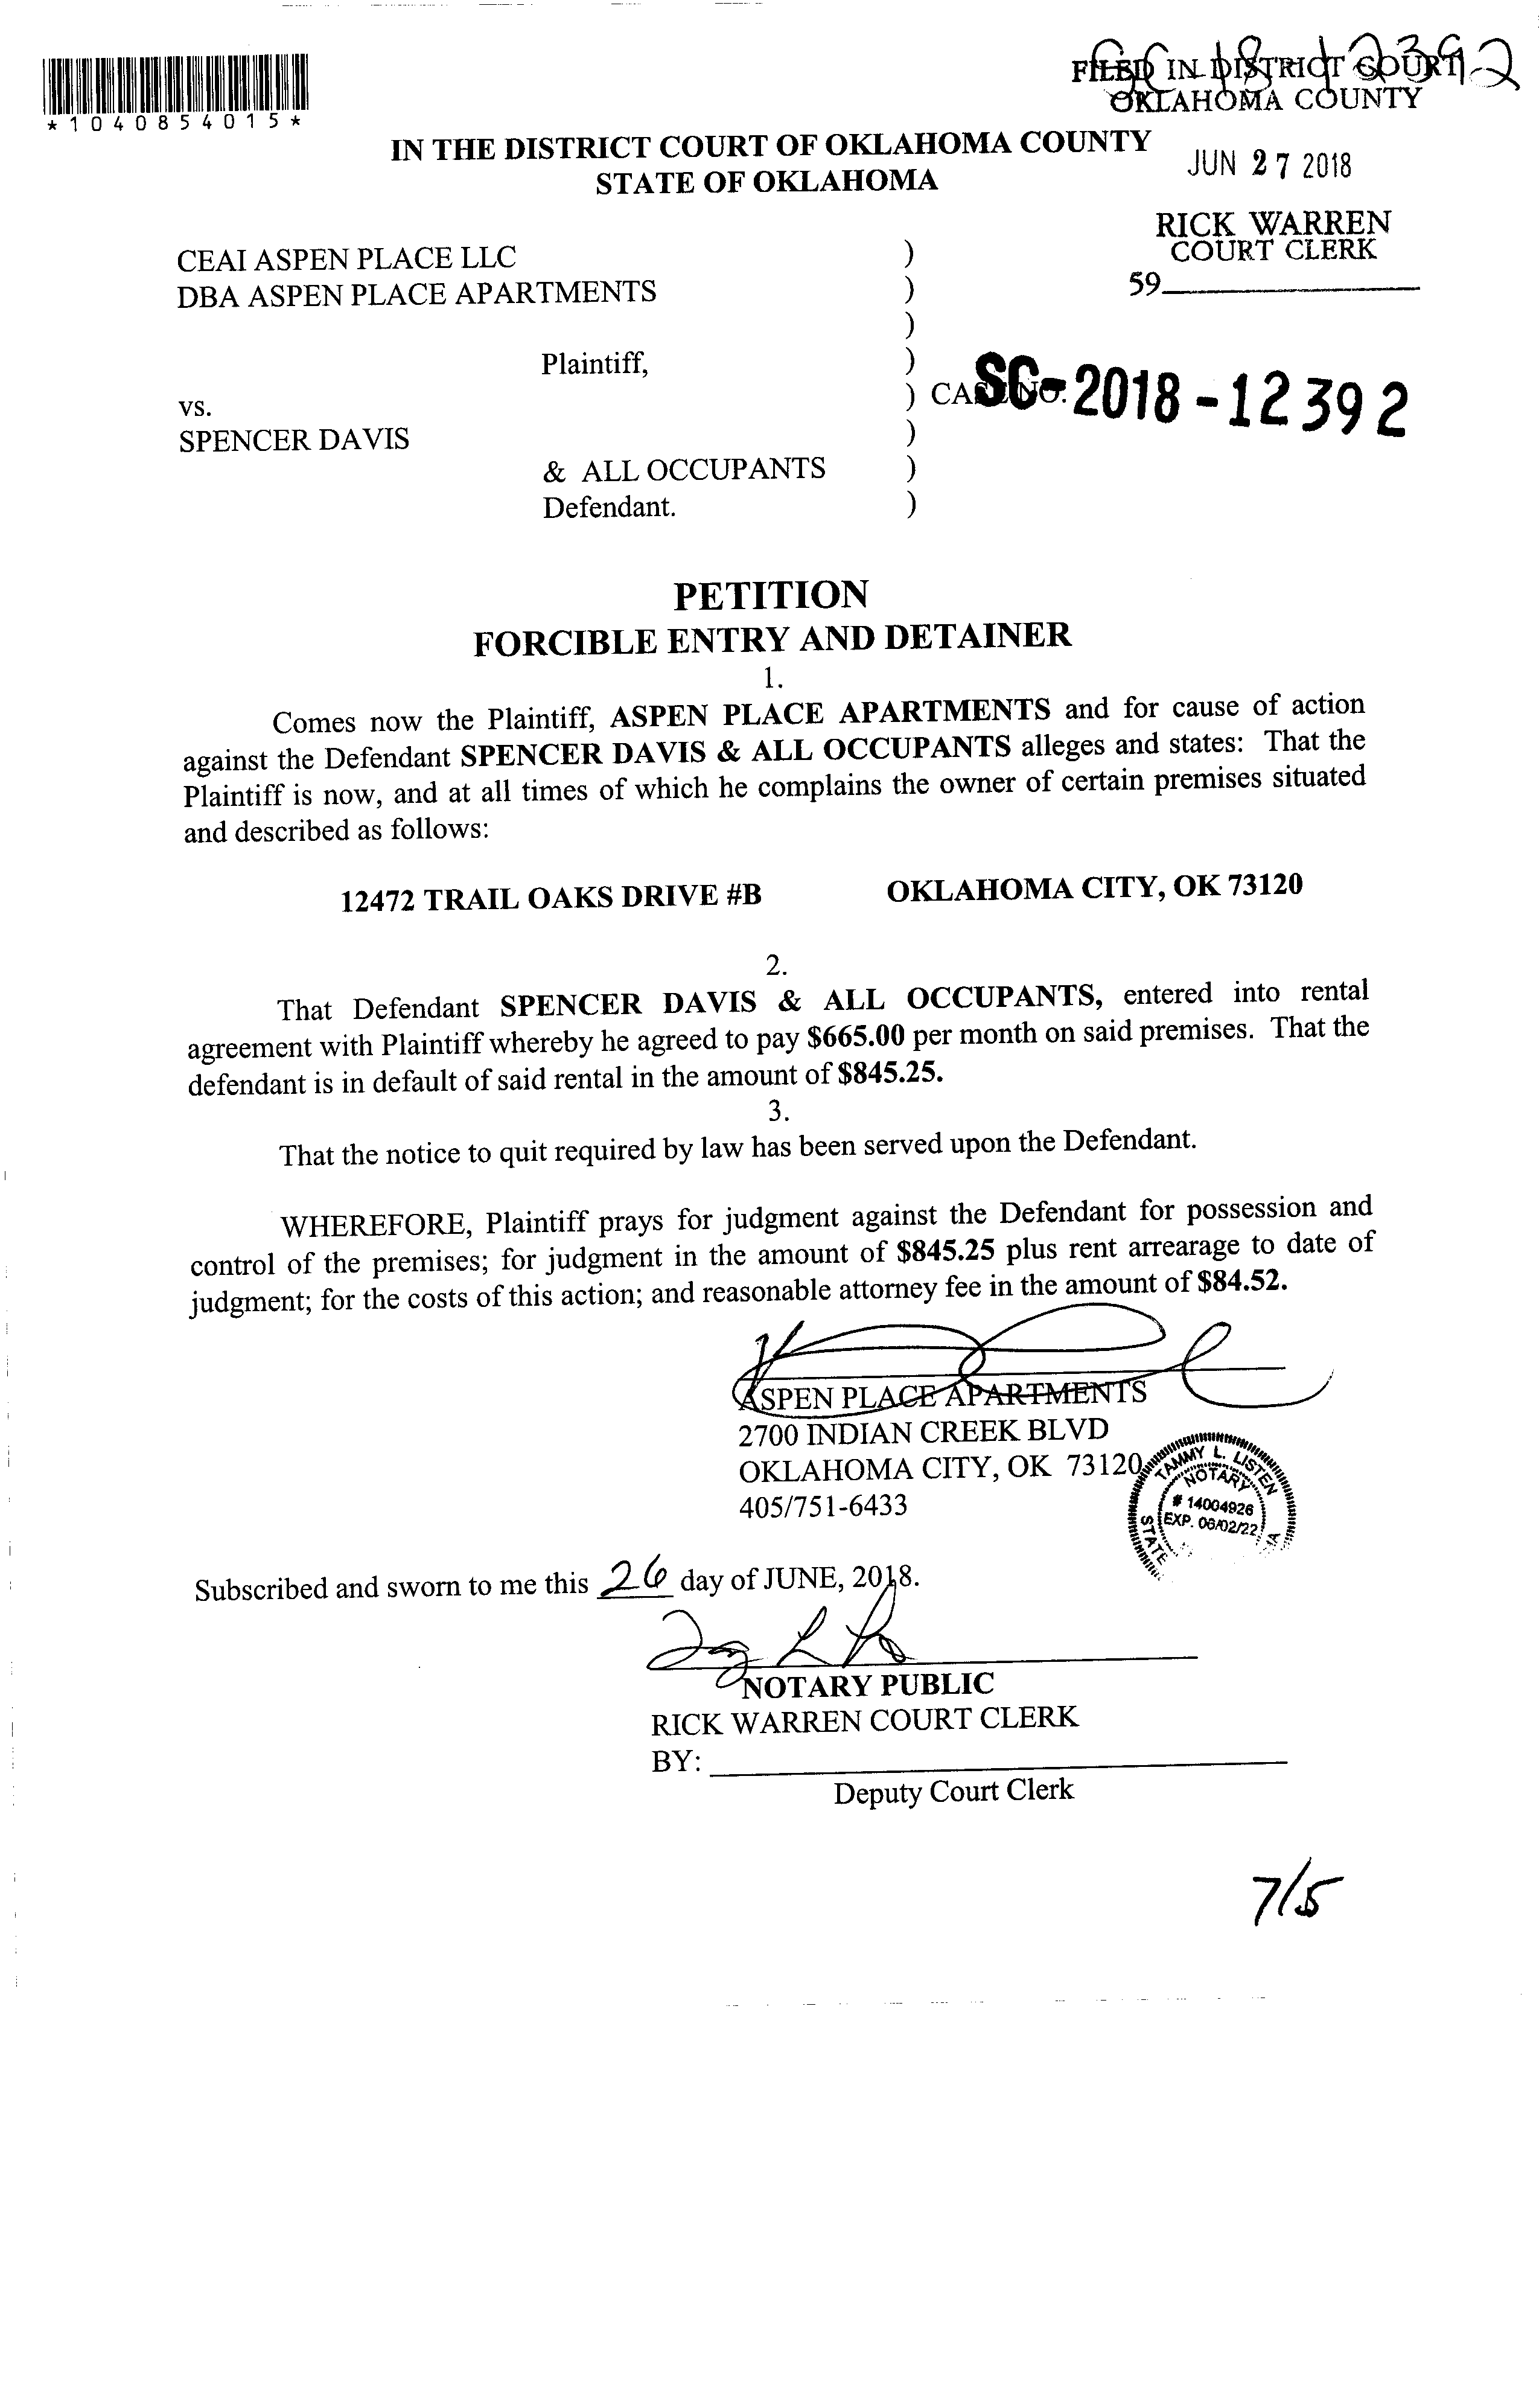 SC 18 12392
FILED IN DISTRICT COURT
OKLAHOMA COUNTY
*1040854015*
IN THE DISTRICT COURT OF OKLAHOMA COUNTY
STATE OF OKLAHOMA
JUN 27 2018
RICK WARREN
COURT CLERK
59
CEAI ASPEN PLACE LLC )
DBA ASPEN PLACE APARTMENTS )
)
Plaintiff, )
vs. ) CASE NO. SC-2018-12392
SPENCER DAVIS )
& ALL OCCUPANTS )
Defendant. )
PETITION
FORCIBLE ENTRY AND DETAINER
1.
Comes now the Plaintiff, ASPEN PLACE APARTMENTS and for cause of action
against the Defendant SPENCER DAVIS & ALL OCCUPANTS alleges and states: That the
Plaintiff is now, and at all times of which he complains the owner of certain premises situated
and described as follows:
12472 TRAIL OAKS DRIVE #B OKLAHOMA CITY, OK 73120
2.
That Defendant SPENCER DAVIS & ALL OCCUPANTS, entered into rental
agreement with Plaintiff whereby he agreed to pay $665.00 per month on said premises. That the
defendant is in default of said rental in the amount of $845.25.
3.
That the notice to quit required by law has been served upon the Defendant.
WHEREFORE, Plaintiff prays for judgment against the Defendant for possession and
control of the premises; for judgment in the amount of $845.25 plus rent arrearage to date of
judgment; for the costs of this action; and reasonable attorney fee in the amount of $84.52.
ASPEN PLACE APARTMENTS
2700 INDIAN CREEK BLVD
OKLAHOMA CITY, OK 73120
405/751-6433
TAMMY L. LISTEN
NOTARY
# 14004926
EXP. 06/02/22
STATE
Subscribed and sworn to me this 26 day of JUNE, 2018.
NOTARY PUBLIC
RICK WARREN COURT CLERK
BY:
Deputy Court Clerk
7/5